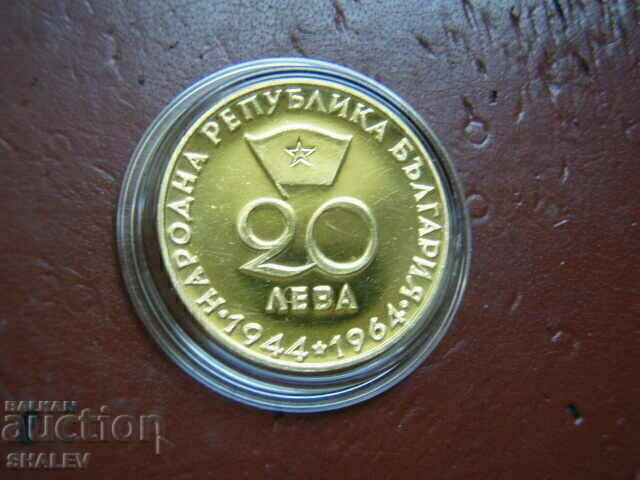 НАРОДНА РЕПУБЛИКА БЪЛГАРИЯ
20
ЛЕВА
·1944★1964·
BALKAN
auction
SHALEV